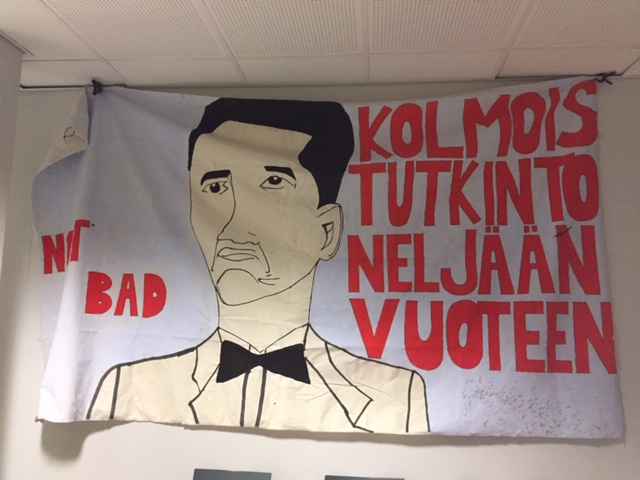 NOT
BAD
KOLMOIS
TUTKINTO
NELJÄÄN
VUOTEEN